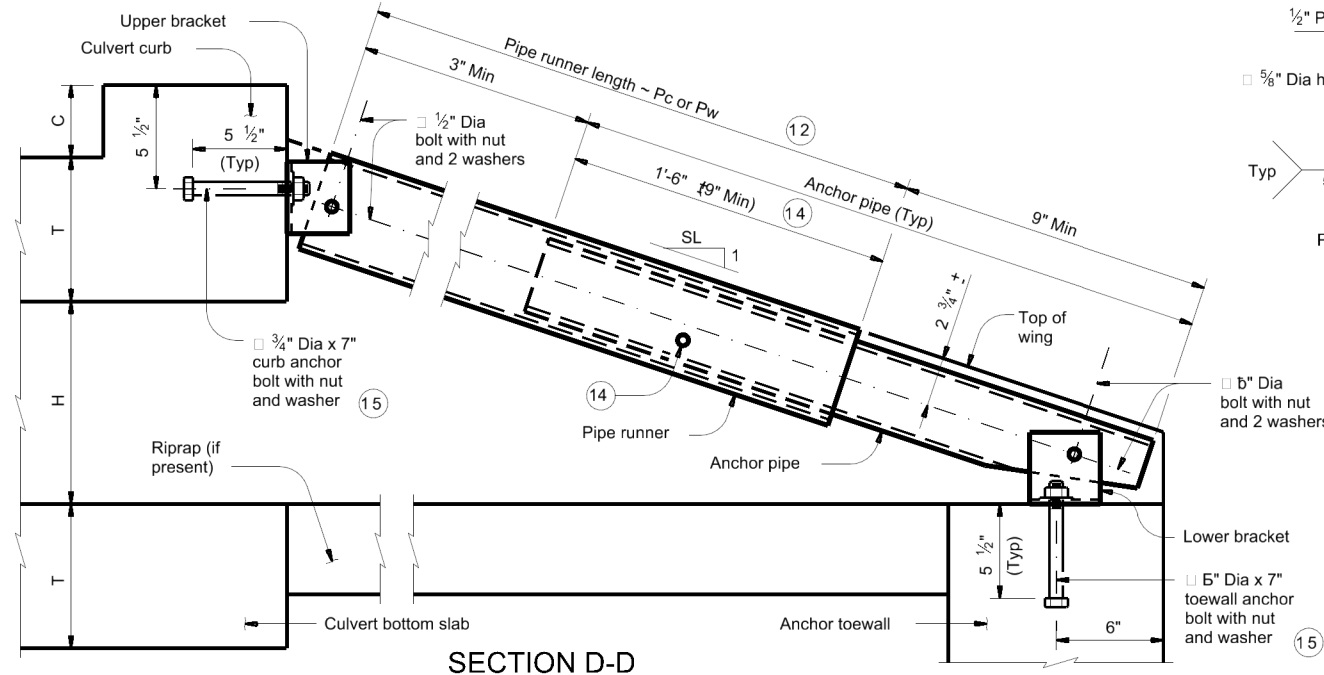 Upper bracket
Culvert curb
C
5 ½"
5 ½"
(Typ)
T
H
T
3" Min
Pipe runner length ~ Pc or Pw
12
□ ½" Dia
bolt with nut
and 2 washers
1'-6" ± (9" Min)
14
Anchor pipe (Typ)
9" Min
SL
1
2 ¾" ±
Top of
wing
□ ¾" Dia x 7"
curb anchor
bolt with nut
and washer
15
14
Pipe runner
Anchor pipe
Riprap (if
present)
□ ƀ" Dia
bolt with nut
and 2 washers
Lower bracket
5 ½"
(Typ)
□ Б" Dia x 7"
toewall anchor
bolt with nut
and washer
15
6"
Culvert bottom slab
Anchor toewall
SECTION D-D
½" P
□ ⅝" Dia h
Typ